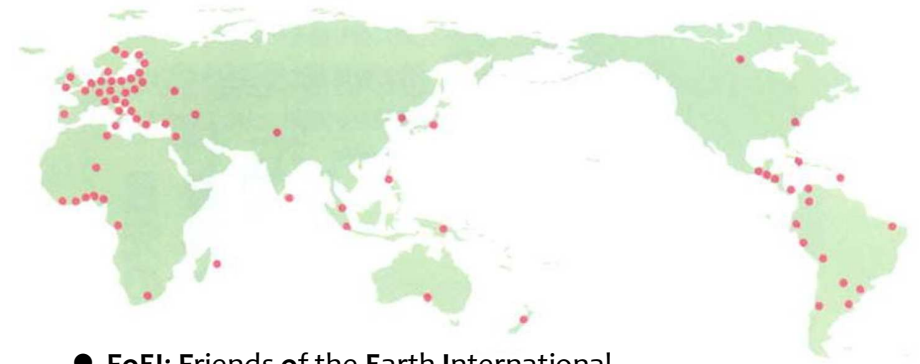 ● FoEI: Friends of the Earth International